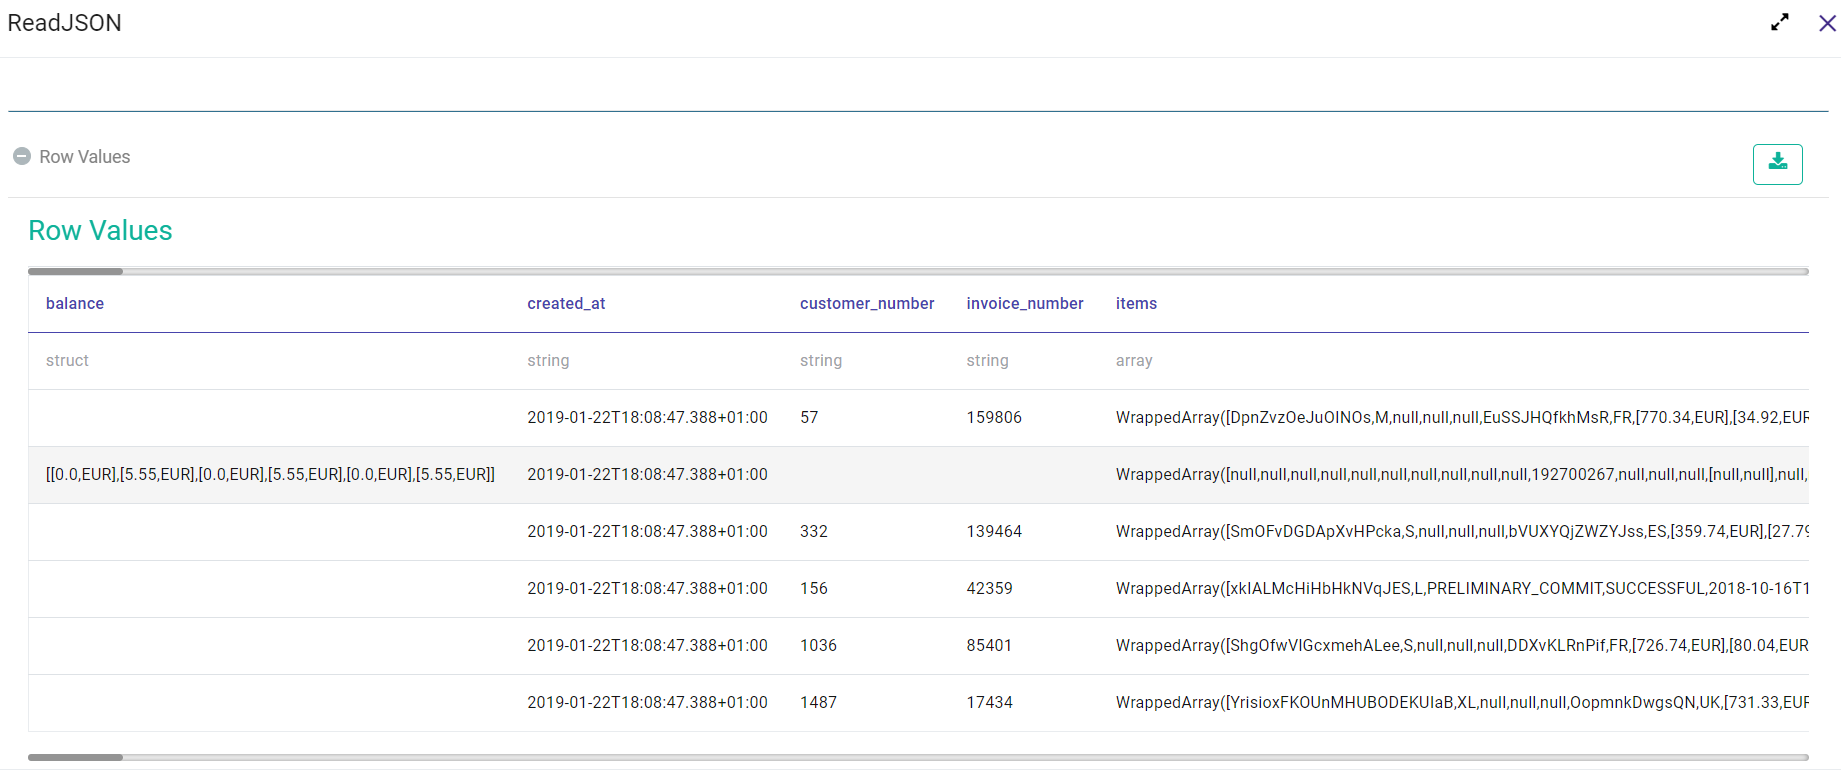 ReadJSON
Row Values
Row Values
balance created_at customer_number invoice_number items
struct string string string array
2019-01-22T18:08:47.388+01:00 57 159806 WrappedArray([DpnZvzOeJuOINOs,M,null,null,null,EuSSJHQfkhMsR,FR,[770.34,EUR],[34.92,EUR
[[0.0,EUR],[5.55,EUR],[0.0,EUR],[5.55,EUR],[0.0,EUR],[5.55,EUR]] 2019-01-22T18:08:47.388+01:00 WrappedArray([null,null,null,null,null,null,null,null,null,null,192700267,null,null,null,[null,null],null,
2019-01-22T18:08:47.388+01:00 332 139464 WrappedArray([SmOFvDGDApXvHPcka,S,null,null,null,bVUXYQjZWZYJss,ES,[359.74,EUR],[27.79
2019-01-22T18:08:47.388+01:00 156 42359 WrappedArray([xkIALMcHiHbHkNVqJES,L,PRELIMINARY_COMMIT,SUCCESSFUL,2018-10-16T1
2019-01-22T18:08:47.388+01:00 1036 85401 WrappedArray([ShgOfwVIGcxmehALee,S,null,null,null,DDXvKLRnPif,FR,[726.74,EUR],[80.04,EUR
2019-01-22T18:08:47.388+01:00 1487 17434 WrappedArray([YrisioxFKOUnMHUBODEKUIaB,XL,null,null,null,OopmnkDwgsQN,UK,[731.33,EUR